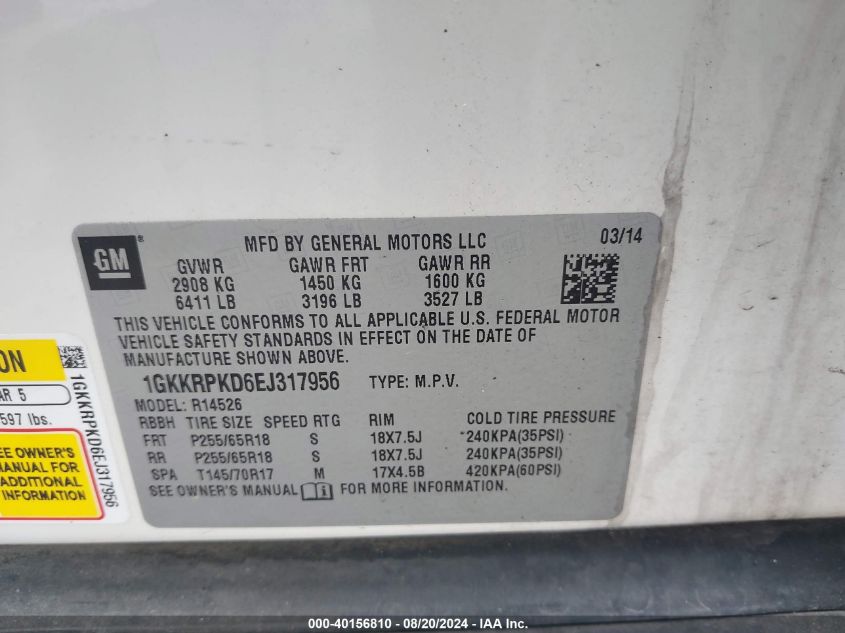 GM
MFD BY GENERAL MOTORS LLC 03/14
GVWR GAWR FRT GAWR RR
2908 KG 1450 KG 1600 KG
6411 LB 3196 LB 3527 LB
THIS VEHICLE CONFORMS TO ALL APPLICABLE U.S. FEDERAL MOTOR
VEHICLE SAFETY STANDARDS IN EFFECT ON THE DATE OF
MANUFACTURE SHOWN ABOVE.
1GKKRPKD6EJ317956 TYPE: M.P.V.
MODEL: R14526
RBBH TIRE SIZE SPEED RTG RIM COLD TIRE PRESSURE
FRT P255/65R18 S 18X7.5J 240KPA(35PSI)
RR P255/65R18 S 18X7.5J 240KPA(35PSI)
SPA T145/70R17 M 17X4.5B 420KPA(60PSI)
SEE OWNER'S MANUAL FOR MORE INFORMATION.
ON
AR 5
597 lbs.
SEE OWNER'S
MANUAL FOR
ADDITIONAL
INFORMATION
1GKKRPKD6EJ317956
000-40156810 - 08/20/2024 - IAA Inc.